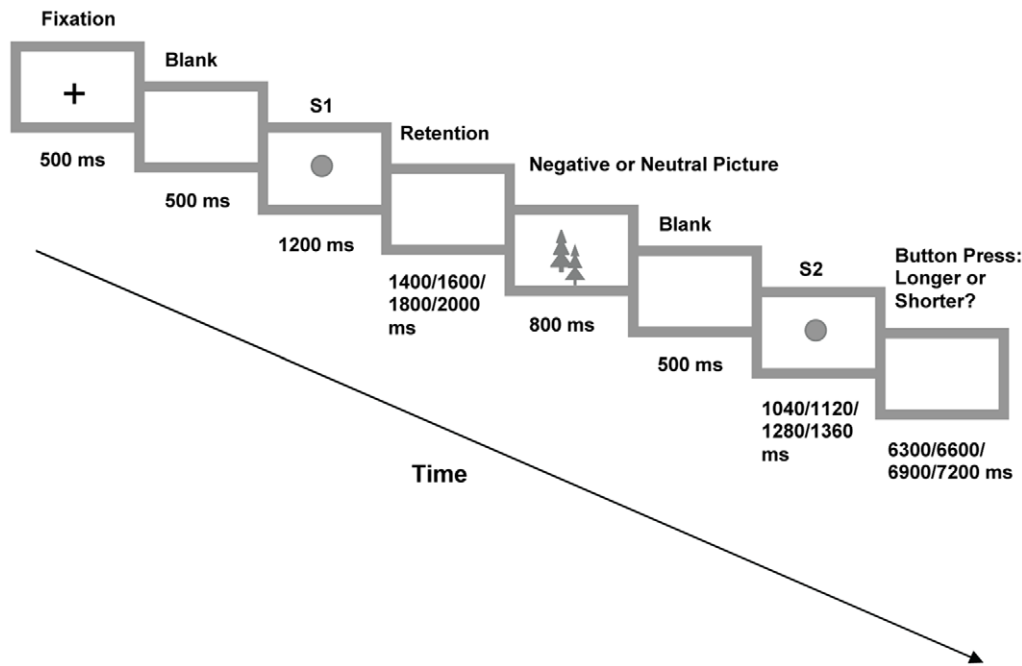 Fixation
500 ms
Blank
500 ms
S1
1200 ms
Retention
1400/1600/
1800/2000
ms
Negative or Neutral Picture
800 ms
Blank
500 ms
S2
1040/1120/
1280/1360
ms
Button Press:
Longer or
Shorter?
6300/6600/
6900/7200 ms
Time